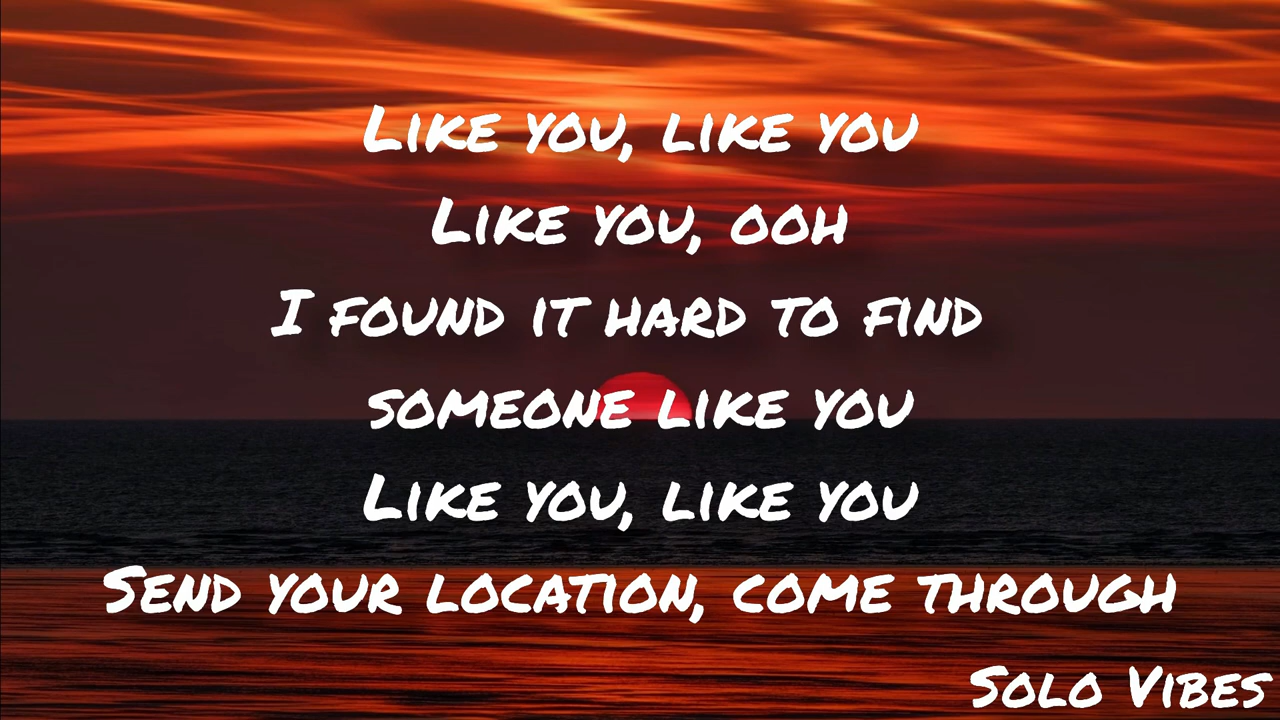 Like you, like you
Like you, ooh
I found it hard to find
someone like you
Like you, like you
Send your location, come through
Solo Vibes